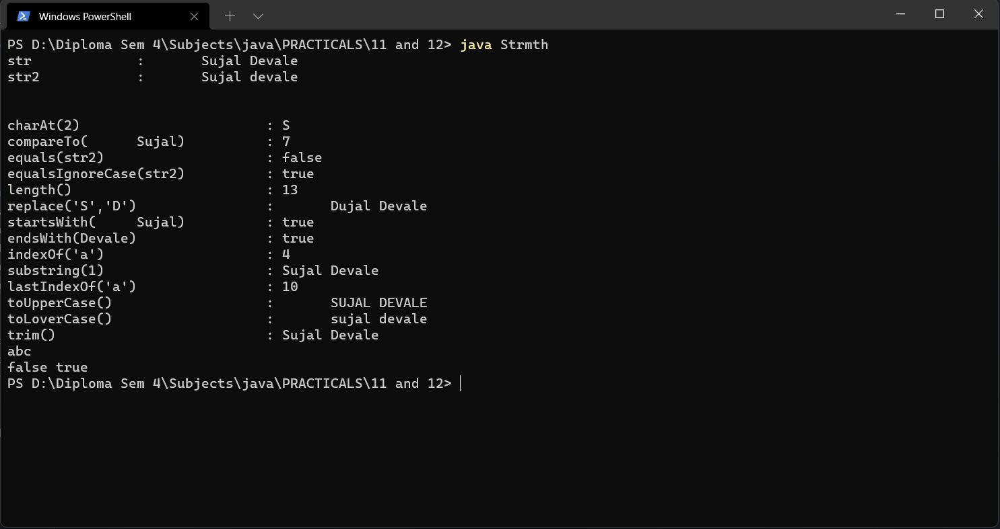 Windows PowerShell
PS D:\Diploma Sem 4\Subjects\java\PRACTICALS\11 and 12> java Strmth
str             :       Sujal Devale
str2            :       Sujal devale
charAt(2)                       : S
compareTo(      Sujal)          : 7
equals(str2)                    : false
equalsIgnoreCase(str2)          : true
length()                        : 13
replace('S','D')                :       Dujal Devale
startsWith(     Sujal)          : true
endsWith(Devale)                : true
indexOf('a')                    : 4
substring(1)                    : Sujal Devale
lastIndexOf('a')                : 10
toUpperCase()                   :       SUJAL DEVALE
toLoverCase()                   :       sujal devale
trim()                          : Sujal Devale
abc
false true
PS D:\Diploma Sem 4\Subjects\java\PRACTICALS\11 and 12>